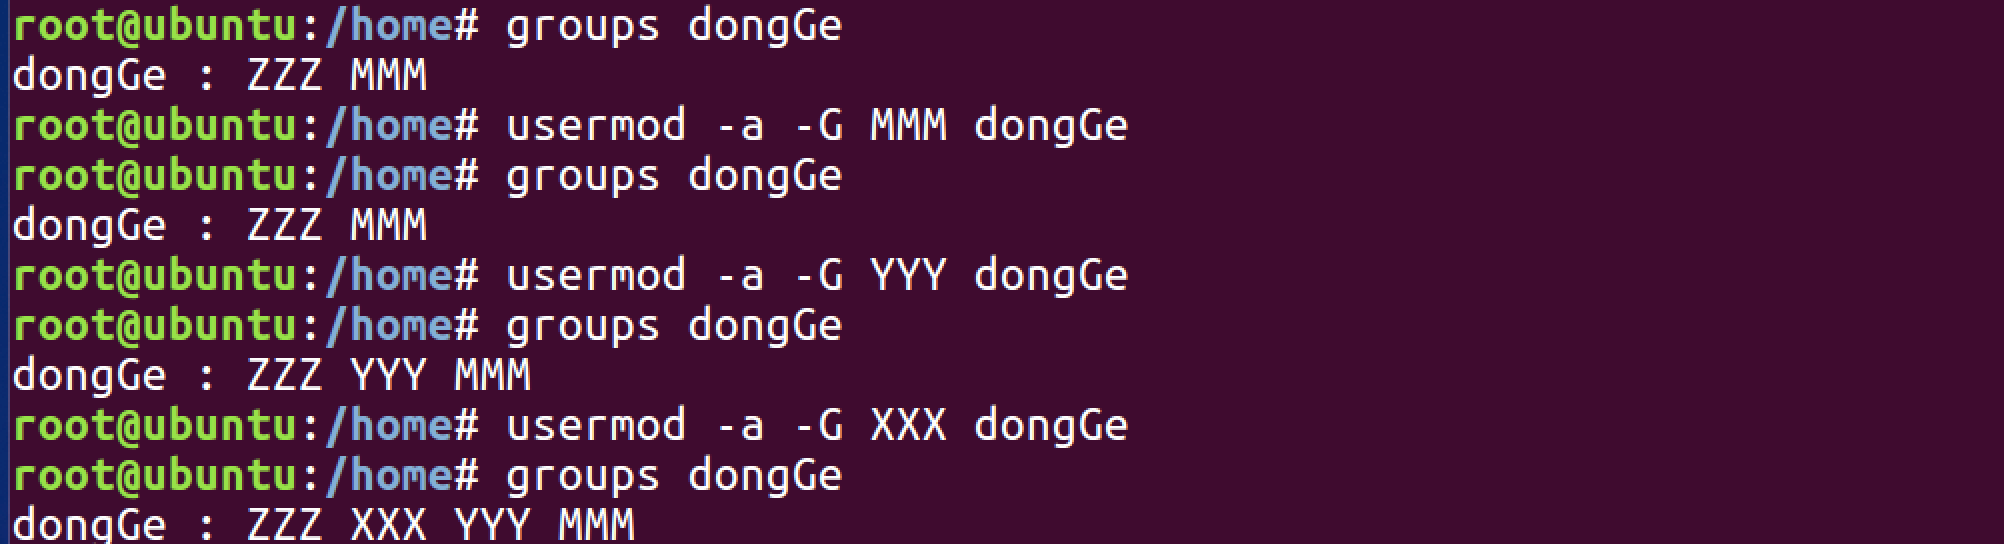 root@ubuntu:/home# groups dongGe
dongGe : ZZZ MMM
root@ubuntu:/home# usermod -a -G MMM dongGe
root@ubuntu:/home# groups dongGe
dongGe : ZZZ MMM
root@ubuntu:/home# usermod -a -G YYY dongGe
root@ubuntu:/home# groups dongGe
dongGe : ZZZ YYY MMM
root@ubuntu:/home# usermod -a -G XXX dongGe
root@ubuntu:/home# groups dongGe
dongGe : ZZZ XXX YYY MMM